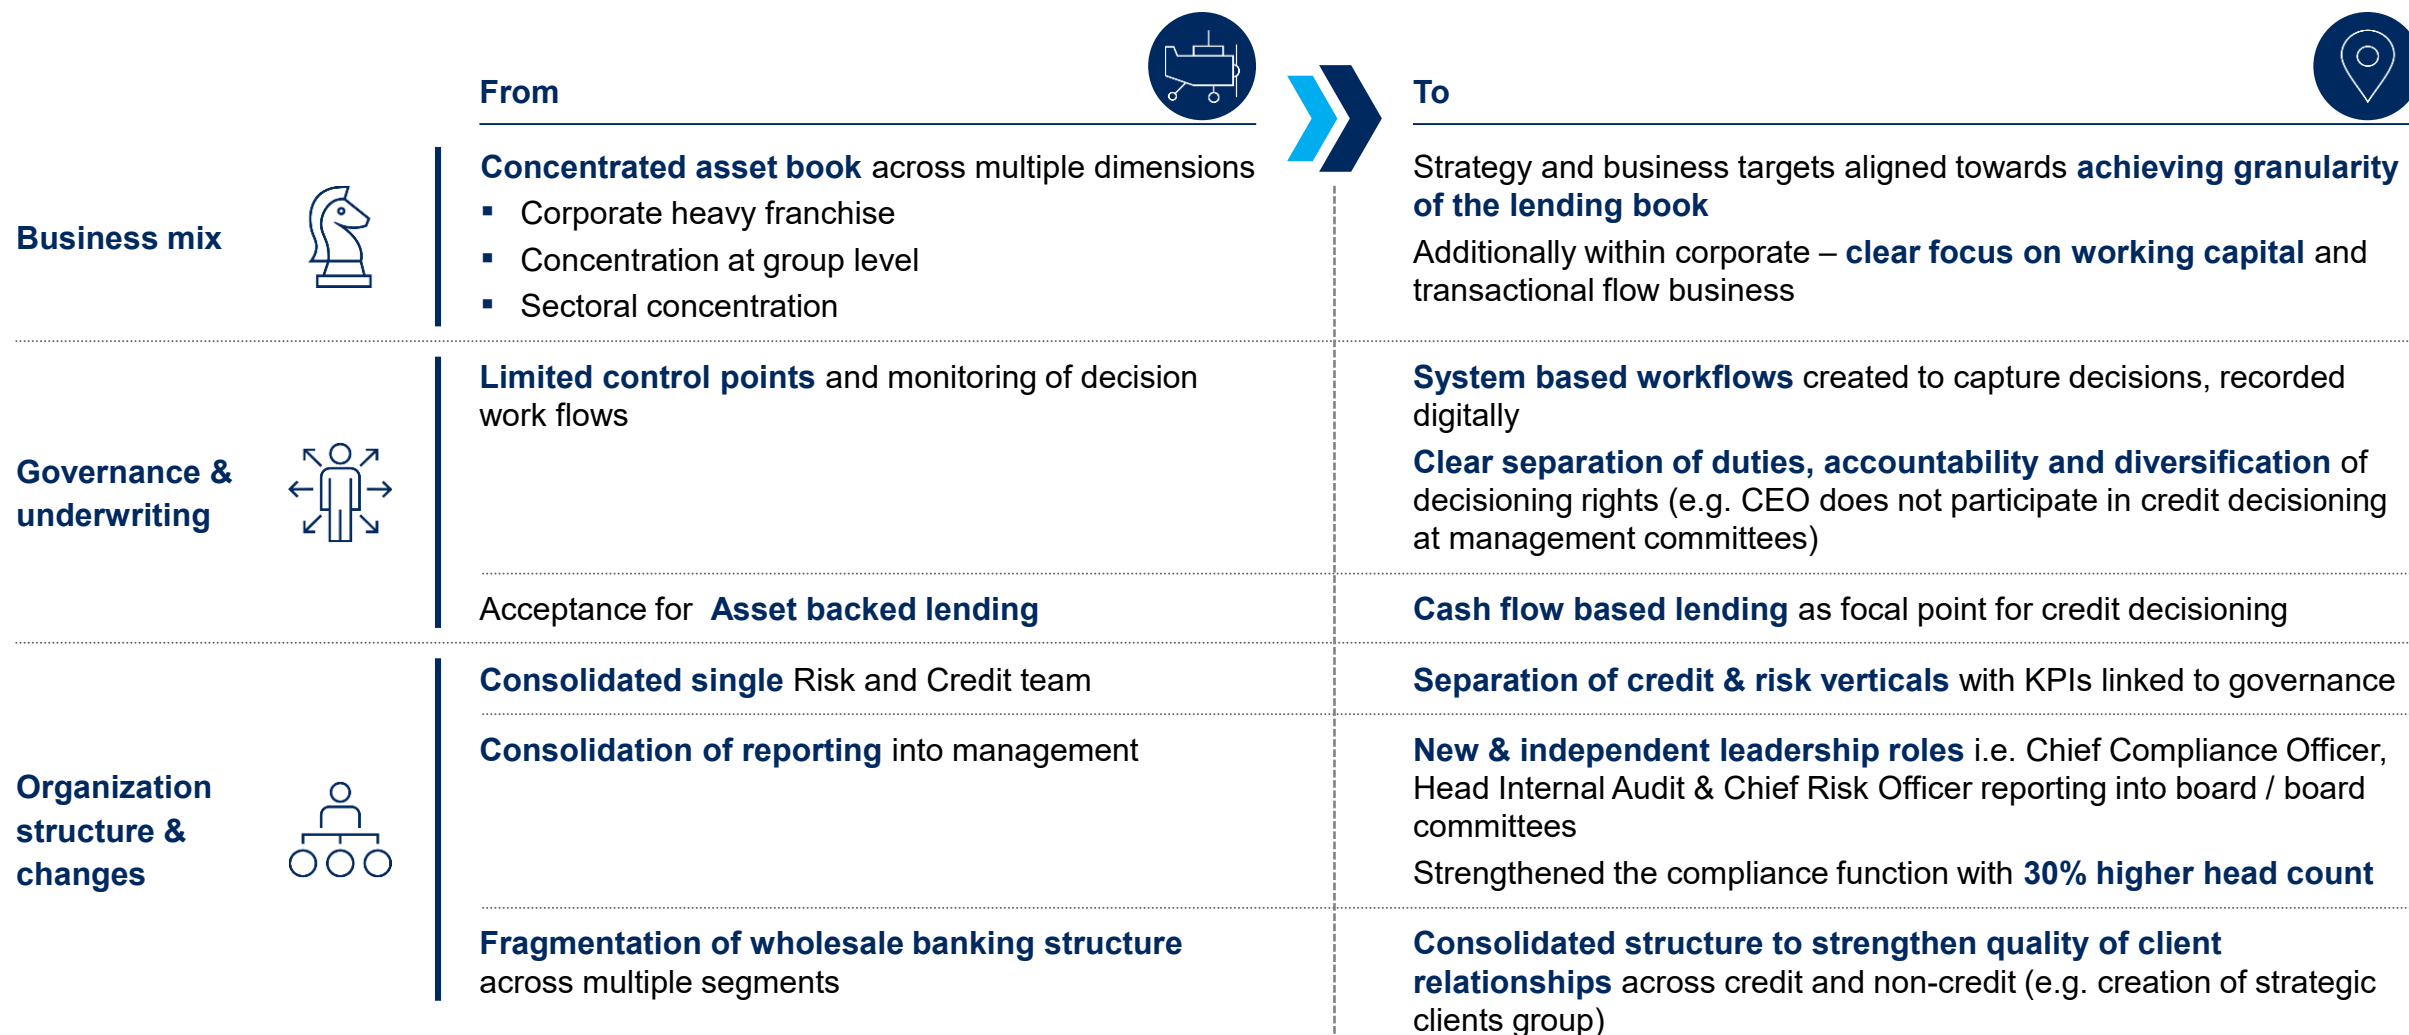 From
To
Business mix
Concentrated asset book across multiple dimensions
▪ Corporate heavy franchise
▪ Concentration at group level
▪ Sectoral concentration
Strategy and business targets aligned towards achieving granularity
of the lending book
Additionally within corporate – clear focus on working capital and
transactional flow business
Governance &
underwriting
Limited control points and monitoring of decision
work flows
System based workflows created to capture decisions, recorded
digitally
Clear separation of duties, accountability and diversification of
decisioning rights (e.g. CEO does not participate in credit decisioning
at management committees)
Acceptance for Asset backed lending
Cash flow based lending as focal point for credit decisioning
Organization
structure &
changes
Consolidated single Risk and Credit team
Separation of credit & risk verticals with KPIs linked to governance
Consolidation of reporting into management
New & independent leadership roles i.e. Chief Compliance Officer,
Head Internal Audit & Chief Risk Officer reporting into board / board
committees
Strengthened the compliance function with 30% higher head count
Fragmentation of wholesale banking structure
across multiple segments
Consolidated structure to strengthen quality of client
relationships across credit and non-credit (e.g. creation of strategic
clients group)